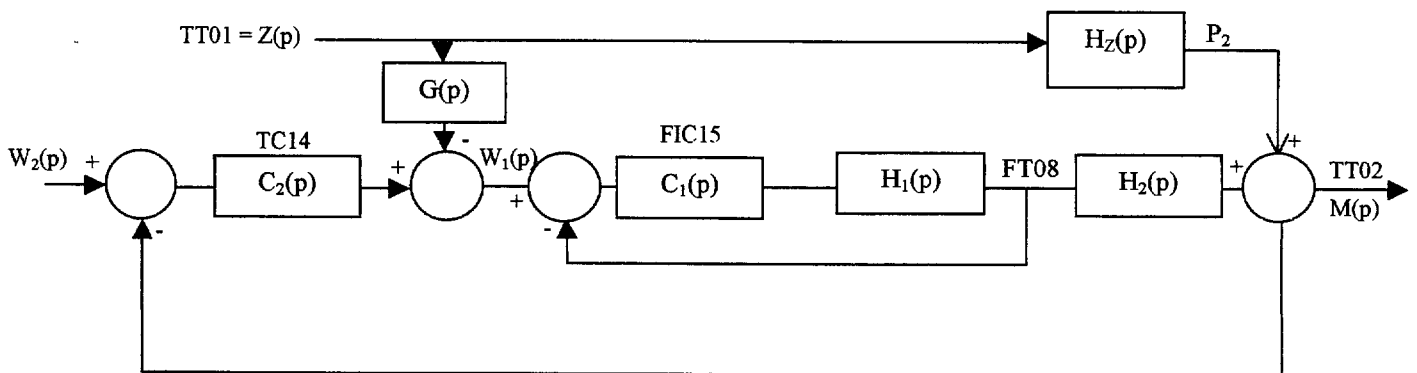 TT01 = Z(p)
H_Z(p)
P_2
G(p)
-
+
W_2(p)
+
TC14
C_2(p)
+
W_1(p)
FIC15
C_1(p)
H_1(p)
FT08
H_2(p)
+
TT02
M(p)
-
+
-